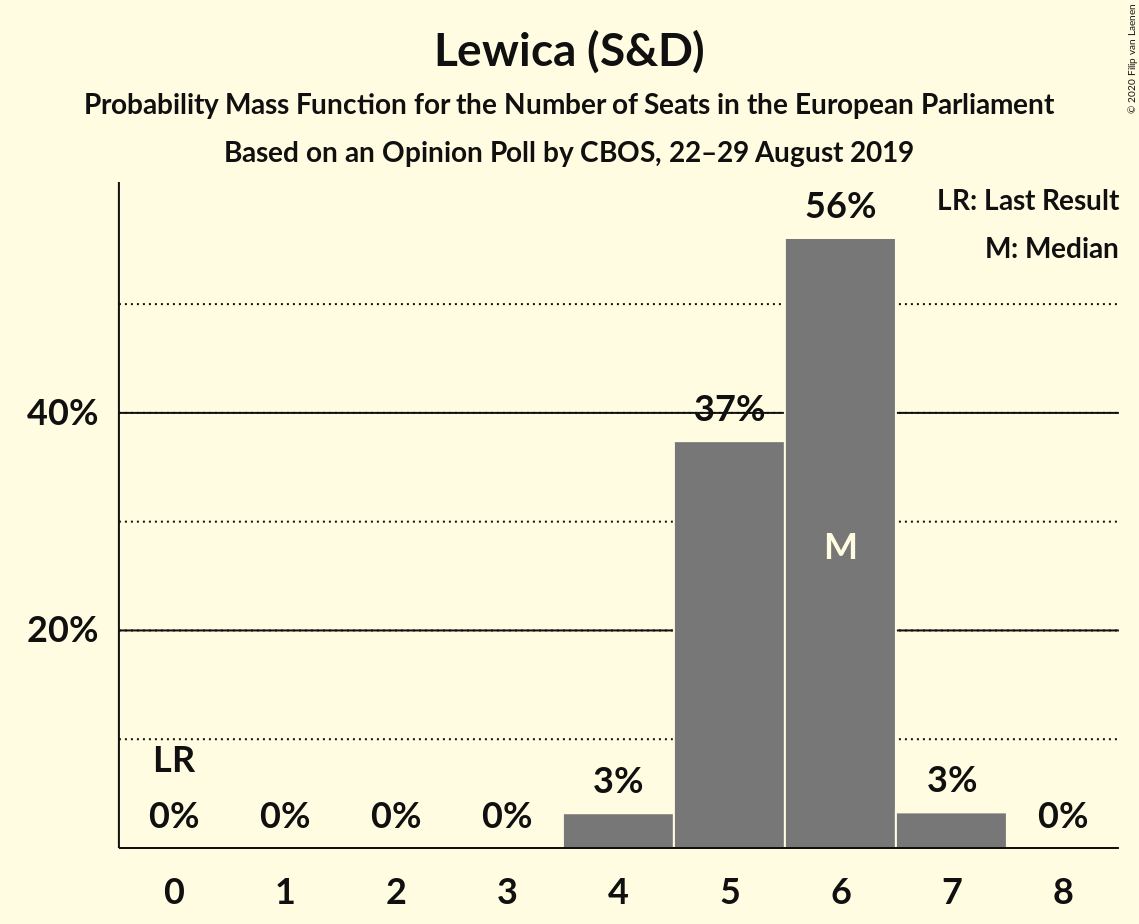 Lewica (S&D)
Probability Mass Function for the Number of Seats in the European Parliament
Based on an Opinion Poll by CBOS, 22–29 August 2019
© 2020 Filip van Laenen
LR: Last Result
M: Median
56%
40%
37%
M
20%
LR
0%
0%
0%
0%
3%
3%
0%
0 1 2 3 4 5 6 7 8